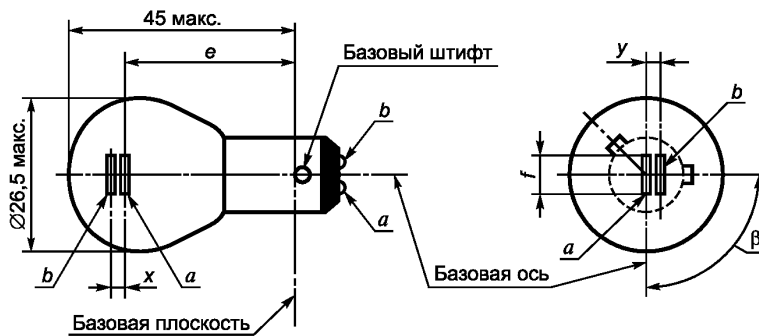 45 макс.
e
Базовый штифт
y
b
b
Ø26,5 макс.
f
a
a
β
b
x
a
Базовая ось
Базовая плоскость